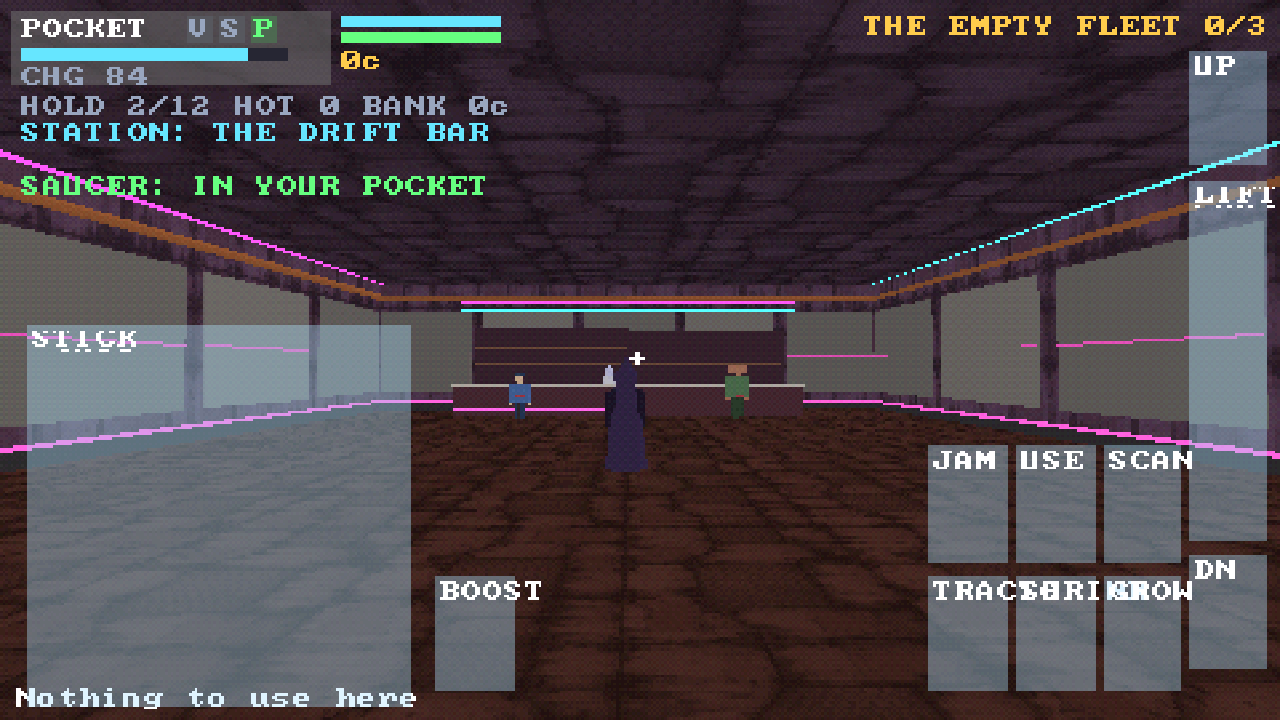 POCKET V S P
CHG 84
0c
THE EMPTY FLEET 0/3
HOLD 2/12 HOT 0 BANK 0c
STATION: THE DRIFT BAR
SAUCER: IN YOUR POCKET
UP
LIFT
STICK
JAM USE SCAN
BOOST
DN
Nothing to use here